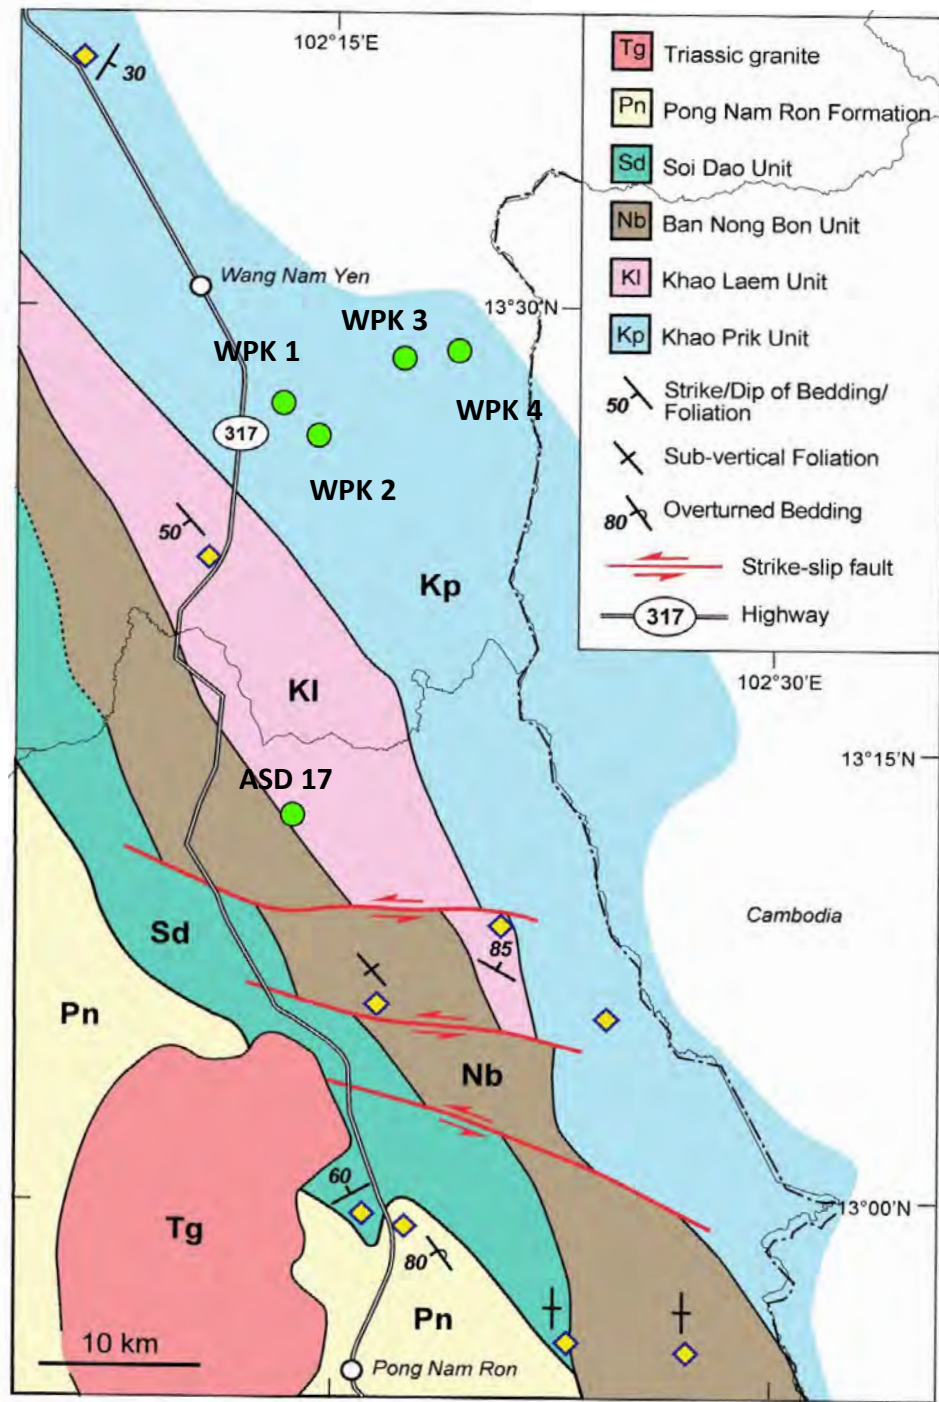 102°15'E
30
Wang Nam Yen
13°30'N
WPK 3
WPK 1
WPK 4
317
WPK 2
50
Kp
Kl
102°30'E
13°15'N
ASD 17
Cambodia
Sd
85
Pn
Nb
60
13°00'N
Tg
80
Pn
10 km
Pong Nam Ron
Tg Triassic granite
Pn Pong Nam Ron Formation
Sd Soi Dao Unit
Nb Ban Nong Bon Unit
Kl Khao Laem Unit
Kp Khao Prik Unit
50 Strike/Dip of Bedding/
Foliation
Sub-vertical Foliation
80 Overturned Bedding
Strike-slip fault
317 Highway